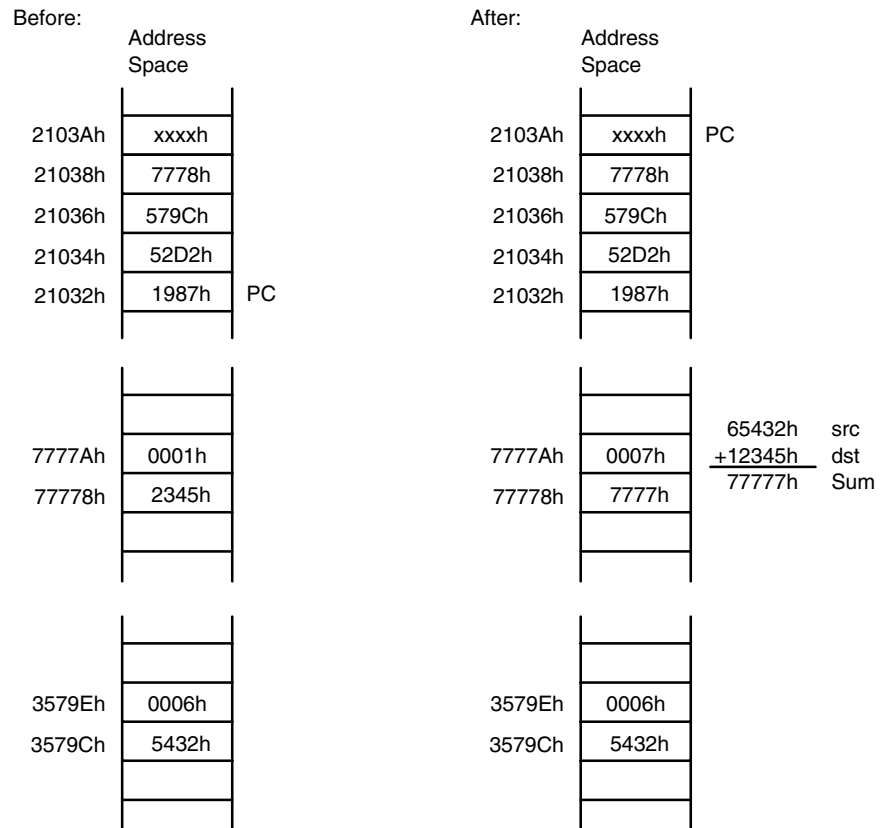 Before:
Address
Space
2103Ah xxxxh
21038h 7778h
21036h 579Ch
21034h 52D2h
21032h 1987h PC
7777Ah 0001h
77778h 2345h
3579Eh 0006h
3579Ch 5432h
After:
Address
Space
2103Ah xxxxh PC
21038h 7778h
21036h 579Ch
21034h 52D2h
21032h 1987h
65432h src
7777Ah 0007h +12345h dst
77778h 7777h 77777h Sum
3579Eh 0006h
3579Ch 5432h